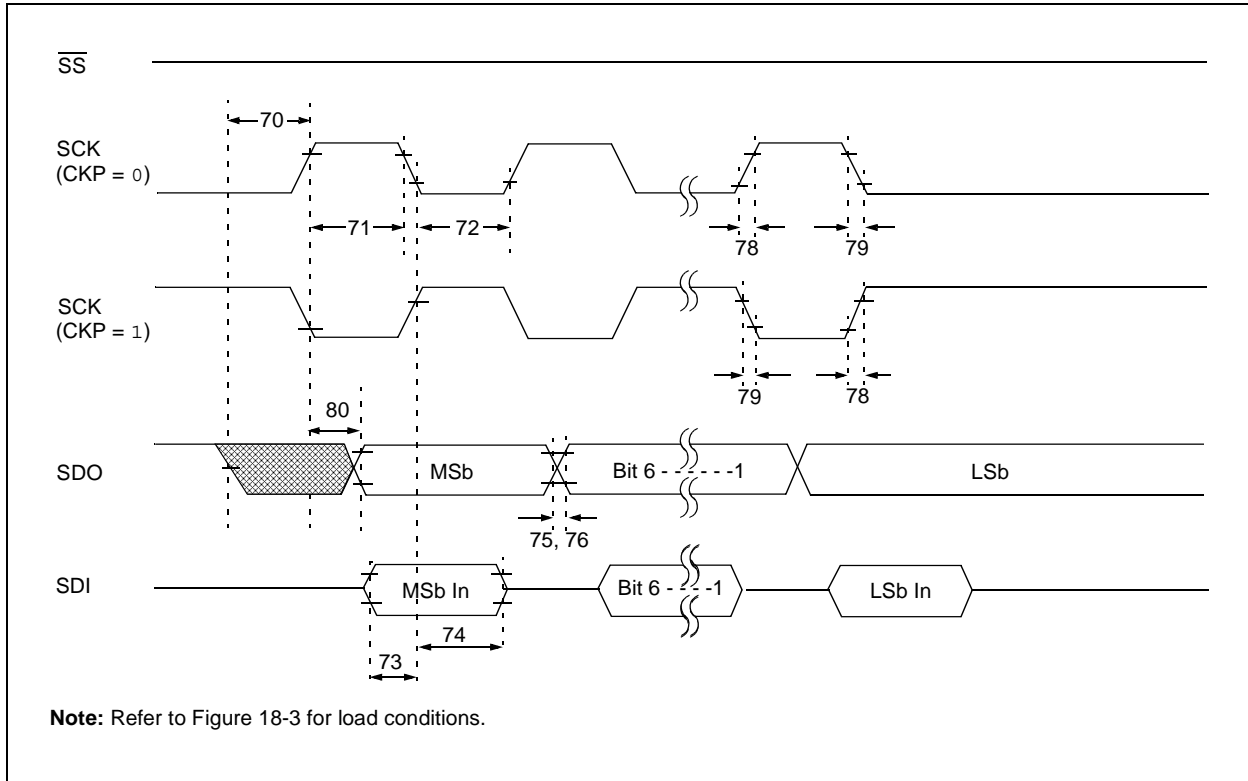 SS
70
SCK
(CKP = 0)
71
72
78
79
SCK
(CKP = 1)
79
78
80
SDO
MSb
Bit 6 - - - - - -1
LSb
75, 76
SDI
MSb In
Bit 6 - - - -1
LSb In
74
73
Note: Refer to Figure 18-3 for load conditions.